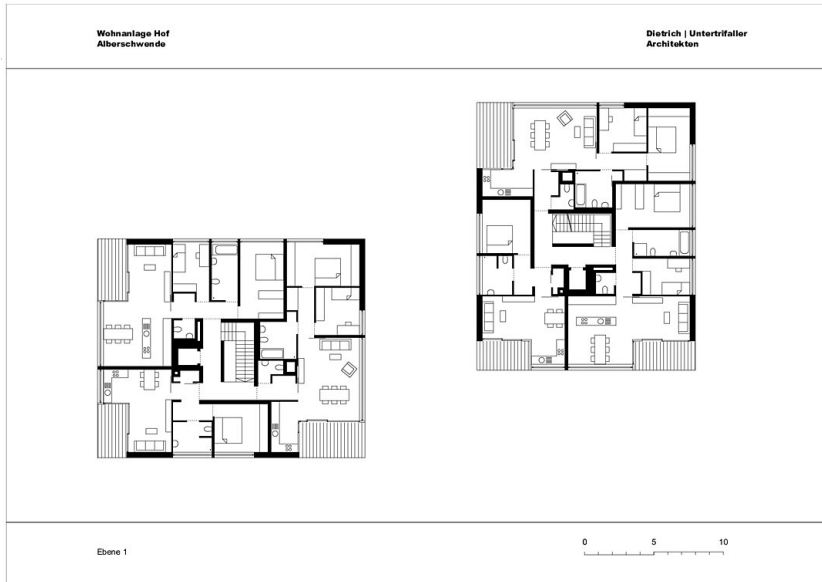 Wohnanlage Hof
Alberschwende
Dietrich | Untertrifaller
Architekten
Ebene 1
0 5 10